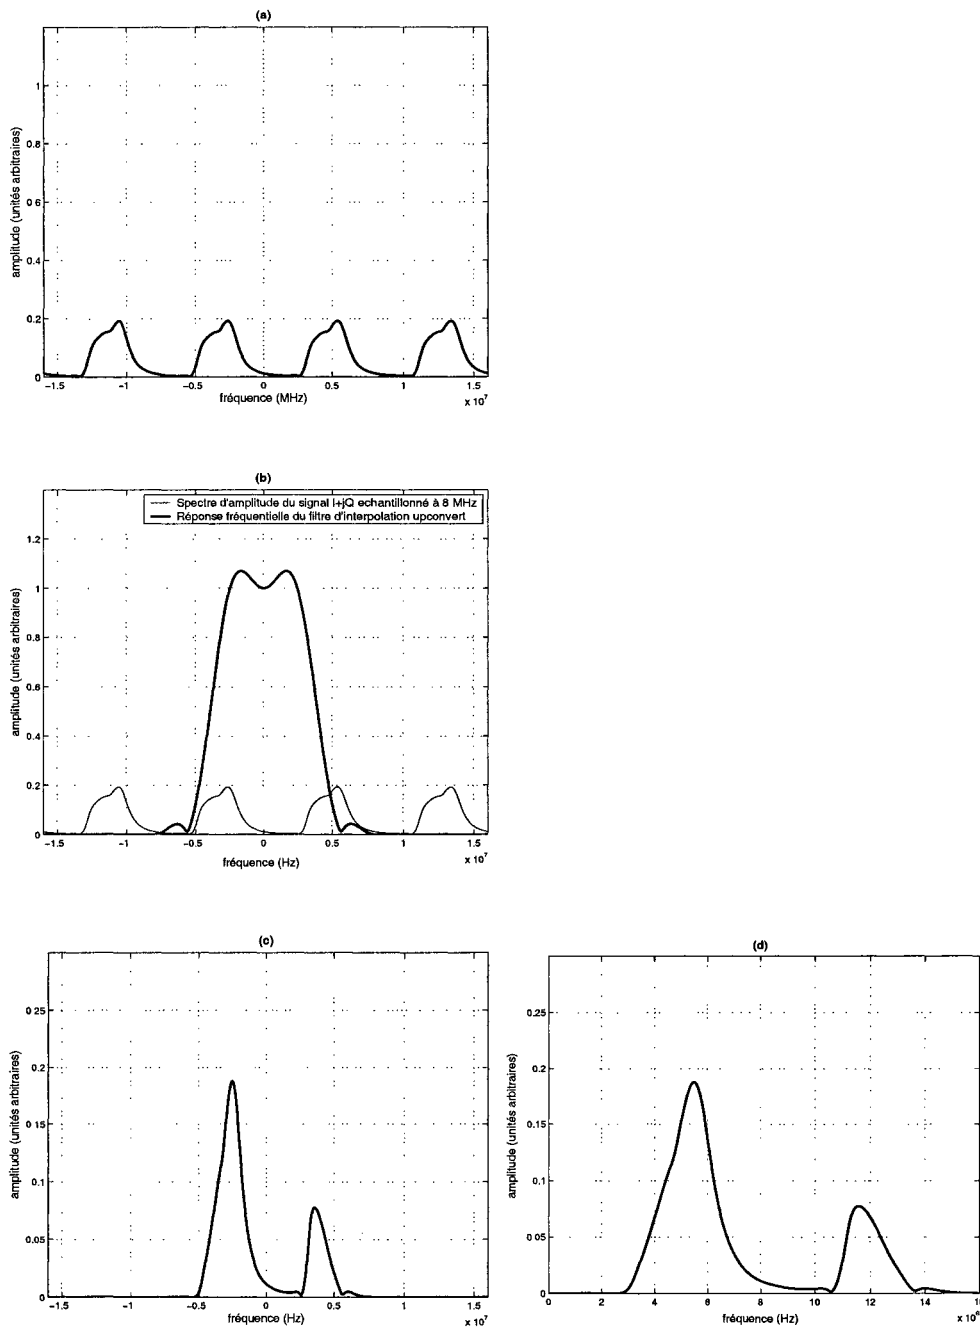 (a)
amplitude (unités arbitraires)
1
0.8
0.6
0.4
0.2
0
−1.5 −1 −0.5 0 0.5 1 1.5
fréquence (MHz)
x 10^7
(b)
Spectre d'amplitude du signal I+jQ echantillonné à 8 MHz
Réponse fréquentielle du filtre d'interpolation upconvert
amplitude (unités arbitraires)
1.2
1
0.8
0.6
0.4
0.2
0
−1.5 −1 −0.5 0 0.5 1 1.5
fréquence (Hz)
x 10^7
(c)
amplitude (unités arbitraires)
0.25
0.2
0.15
0.1
0.05
0
−1.5 −1 −0.5 0 0.5 1 1.5
fréquence (Hz)
x 10^7
(d)
amplitude (unités arbitraires)
0.25
0.2
0.15
0.1
0.05
0
0 2 4 6 8 10 12 14 16
fréquence (Hz)